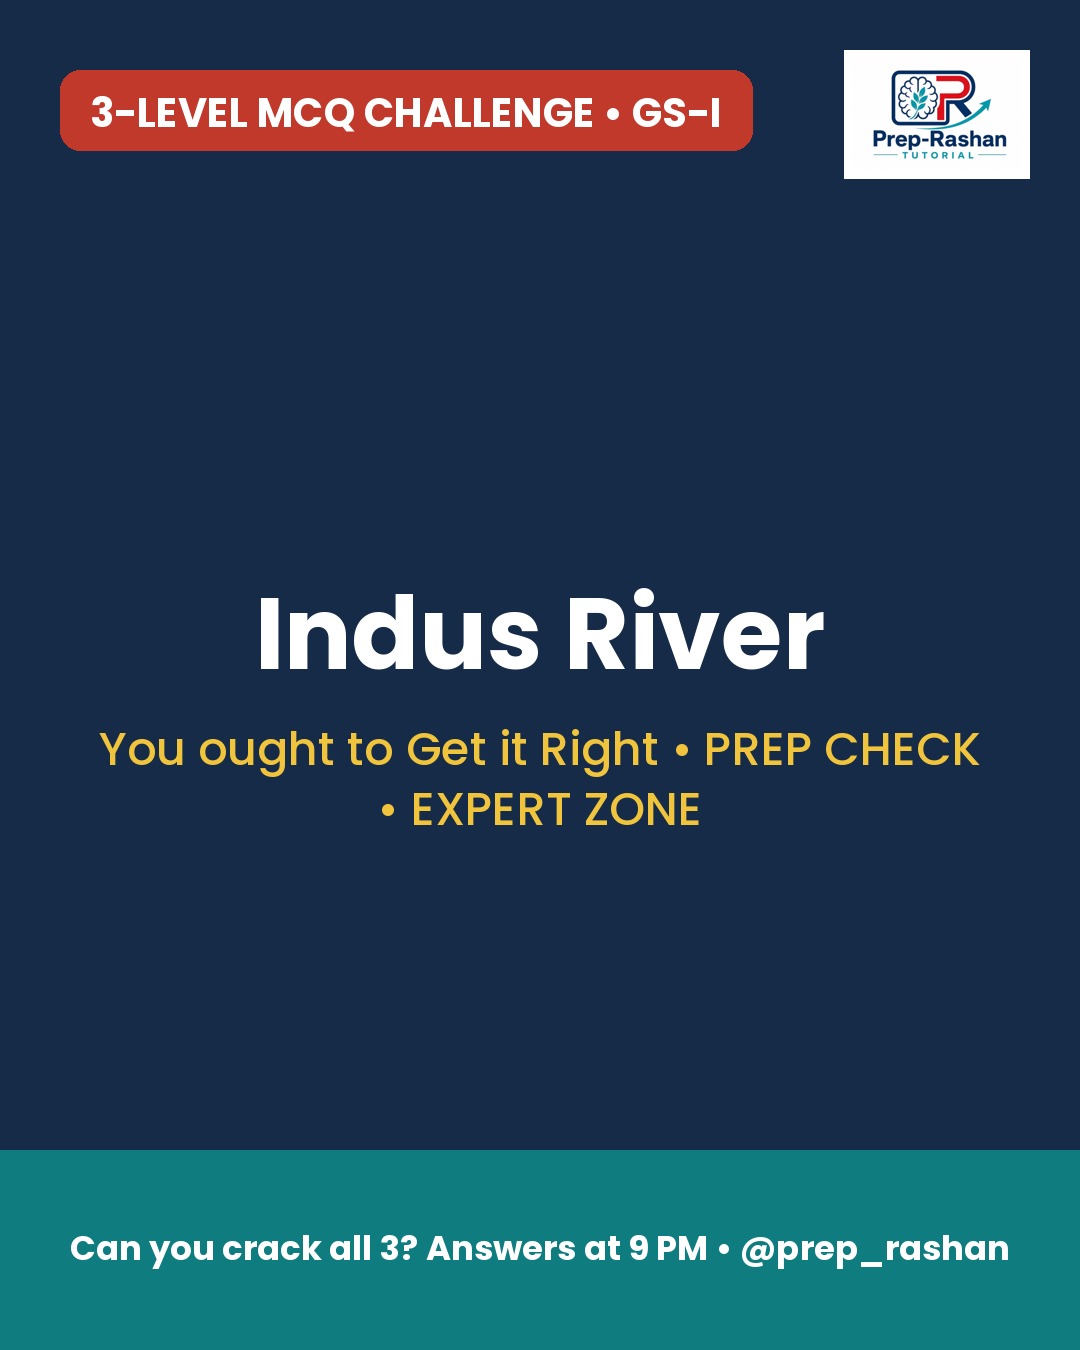 3-LEVEL MCQ CHALLENGE • GS-I
Prep-Rashan
TUTORIAL
Indus River
You ought to Get it Right • PREP CHECK
• EXPERT ZONE
Can you crack all 3? Answers at 9 PM • @prep_rashan